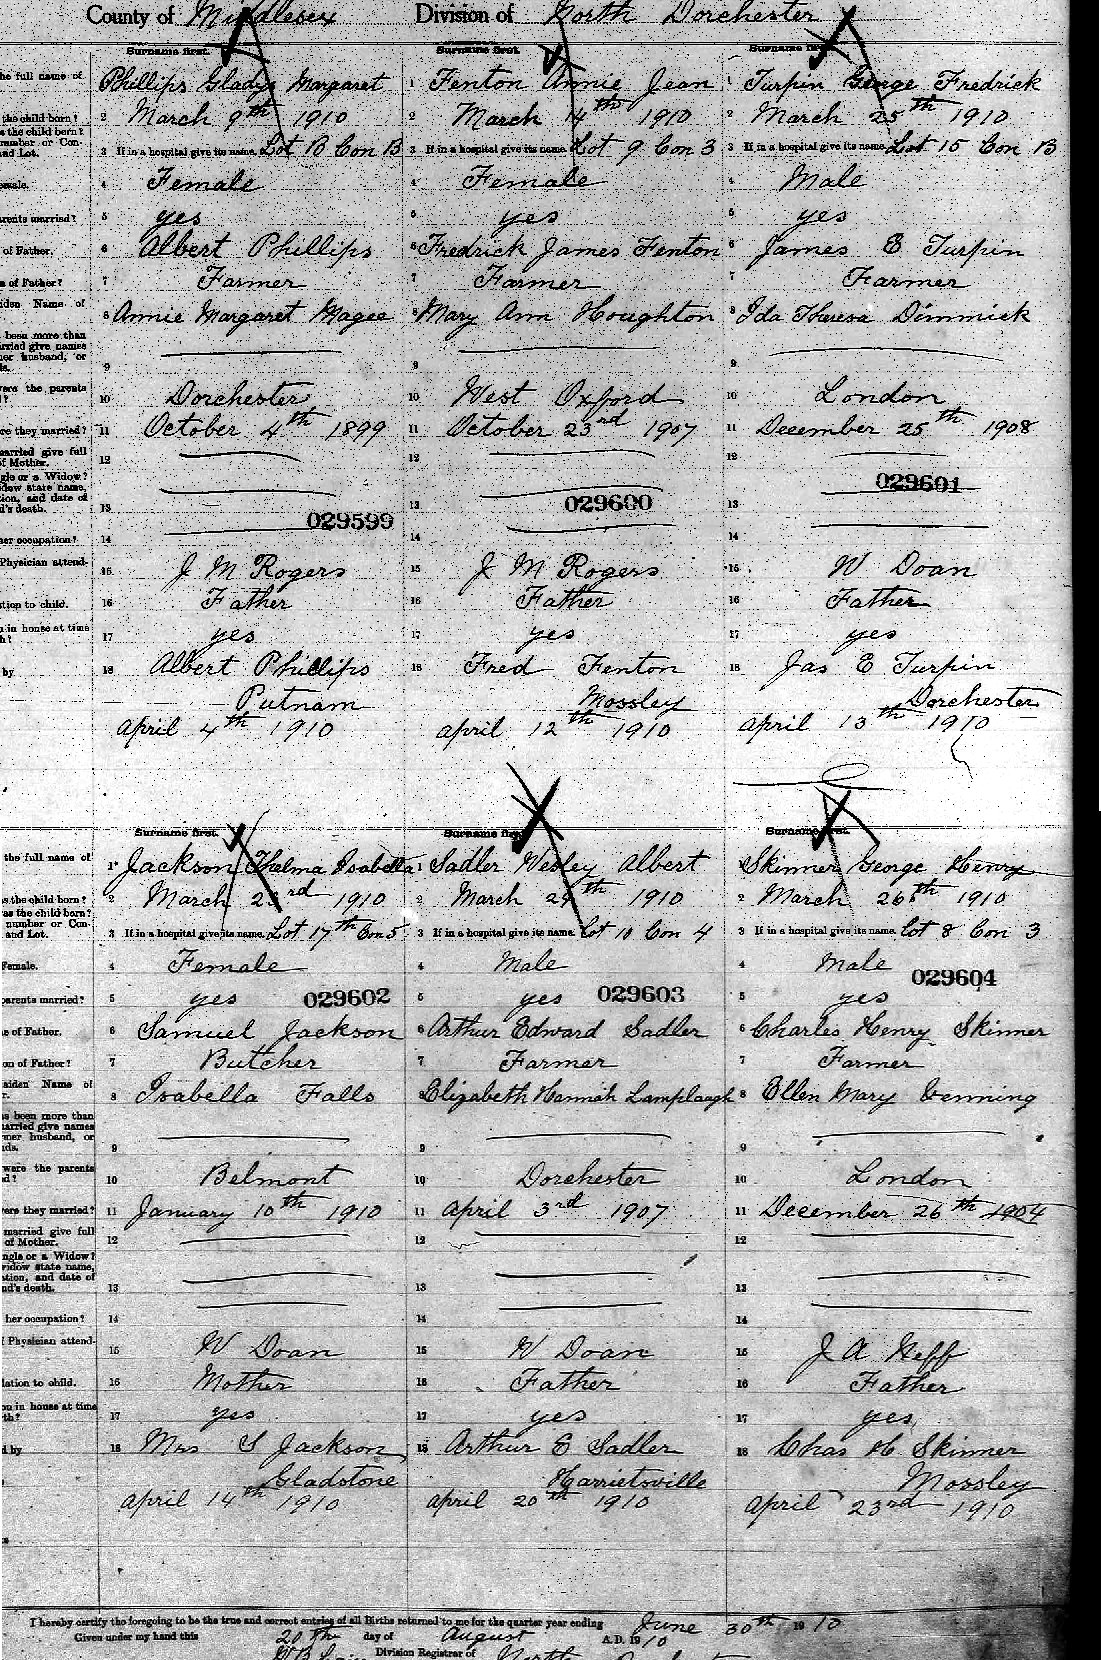 County of Middlesex Division of North Dorchester
Surname first. Surname first. Surname first.
the full name of Phillips Gladys Margaret 1 Fenton Annie Jean 1 Turpin George Fredrick
the child born? 2 March 9th 1910 2 March 14th 1910 2 March 25th 1910
s the child born?
number or Con-
nd Lot. 3 If in a hospital give its name. Lot B Con B 3 If in a hospital give its name. Lot 9 Con 3 3 If in a hospital give its name. Lot 15 Con B
emale. 4 Female 4 Female 4 Male
arents married? 5 yes 5 yes 5 yes
of Father. 6 Albert Phillips 6 Fredrick James Fenton 6 James E Turpin
n of Father? 7 Farmer 7 Farmer 7 Farmer
iden Name of 8 Annie Margaret Magee 8 Mary Ann Houghton 8 Ida Theresa Dimmick
been more than
arried give names
er husband, or
ds. 9 9 9
vere the parents 10 Dorchester 10 West Oxford 10 London
re they married? 11 October 4th 1899 11 October 23rd 1907 11 December 25th 1908
married give full
f Mother. 12 12 12
gle or a Widow?
dow state name,
tion, and date of
d's death. 13 13 029600 13 029601
her occupation? 14 029599 14 14
Physician attend- 15 J M Rogers 15 J M Rogers 15 W Doan
ation to child. 16 Father 16 Father 16 Father
n in house at time
h? 17 yes 17 yes 17 yes
by 18 Albert Phillips 18 Fred Fenton 18 Jas E Turpin
Putnam Mossley Dorchester
April 4th 1910 April 12th 1910 April 13th 1910
Surname first. Surname first. Surname first.
the full name of 1 Jackson Thelma Isabella 1 Sadler Wesley Albert 1 Skinner George Henry
s the child born? 2 March 23rd 1910 2 March 29th 1910 2 March 26th 1910
as the child born?
number or Con-
and Lot. 3 If in a hospital give its name. Lot 17th Con 5 3 If in a hospital give its name. Lot 10 Con 4 3 If in a hospital give its name. Lot 8 Con 3
Female. 4 Female 4 Male 4 Male 029604
parents married? 5 yes 029602 5 yes 029603 5 yes
e of Father. 6 Samuel Jackson 6 Arthur Edward Sadler 6 Charles Henry Skinner
on of Father? 7 Butcher 7 Farmer 7 Farmer
aiden Name of
r. 8 Isabella Falls 8 Elizabeth Hannah Lamplaugh 8 Ellen Mary Venning
as been more than
married give names
mer husband, or
ds. 9 9 9
were the parents
d? 10 Belmont 10 Dorchester 10 London
ere they married? 11 January 10th 1910 11 April 3rd 1907 11 December 26th 1904
married give full
of Mother. 12 12 12
ngle or a Widow?
widow state name,
ation, and date of
nd's death. 13 13 13
her occupation? 14 14 14
f Physician attend- 15 W Doan 15 W Doan 15 J A Neff
lation to child. 16 Mother 16 Father 16 Father
ou in house at time
th? 17 yes 17 yes 17 yes
d by 18 Mrs S Jackson 18 Arthur E Sadler 18 Chas H Skinner
Gladstone Harrietsville Mossley
April 14th 1910 April 20th 1910 April 23rd 1910
I hereby certify the foregoing to be the true and correct entries of all Births returned to me for the quarter year ending June 30th 1910
Given under my hand this 20th day of August A.D. 1910
Division Registrar of North